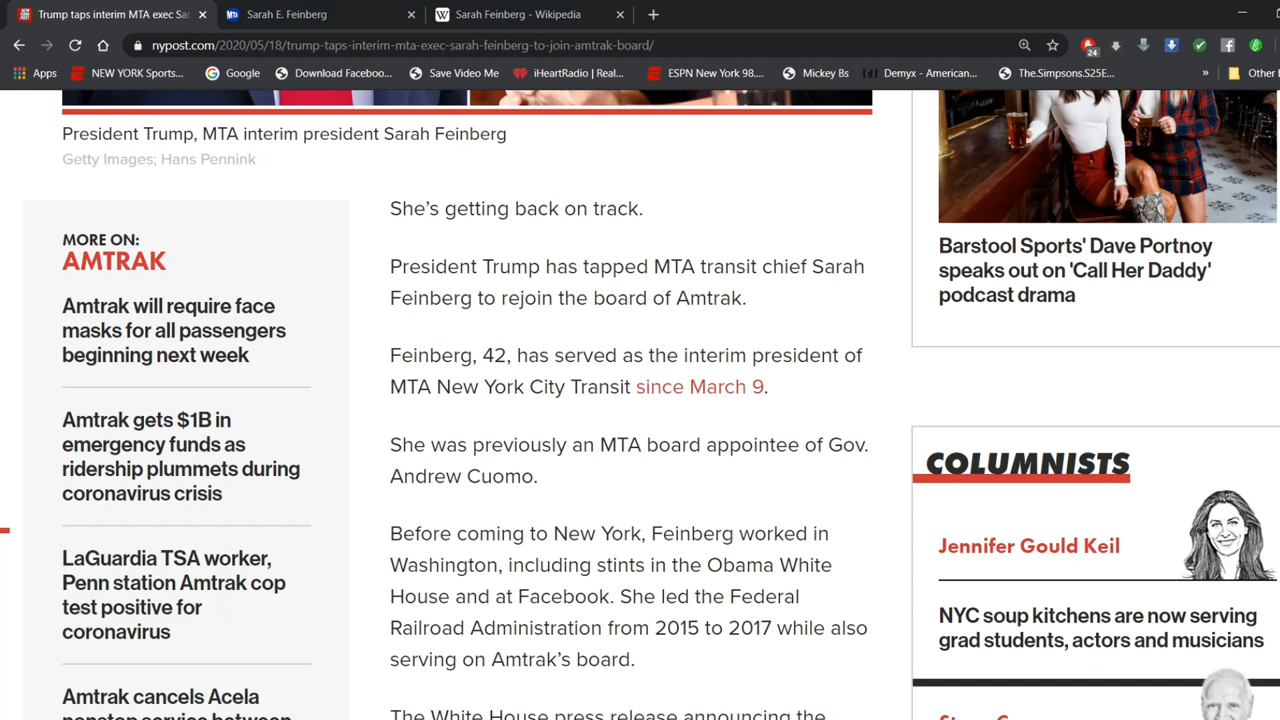 Trump taps interim MTA exec Sar
Sarah E. Feinberg
Sarah Feinberg - Wikipedia
nypost.com/2020/05/18/trump-taps-interim-mta-exec-sarah-feinberg-to-join-amtrak-board/
24
Apps
NEW YORK Sports...
Google
Download Faceboo...
Save Video Me
iHeartRadio | Real...
ESPN New York 98....
Mickey Bs
Demyx - American...
The.Simpsons.S25E...
»
Other
President Trump, MTA interim president Sarah Feinberg
Getty Images; Hans Pennink
MORE ON:
AMTRAK
Amtrak will require face
masks for all passengers
beginning next week
Amtrak gets $1B in
emergency funds as
ridership plummets during
coronavirus crisis
LaGuardia TSA worker,
Penn station Amtrak cop
test positive for
coronavirus
Amtrak cancels Acela
nonstop service between
She's getting back on track.
President Trump has tapped MTA transit chief Sarah
Feinberg to rejoin the board of Amtrak.
Feinberg, 42, has served as the interim president of
MTA New York City Transit since March 9.
She was previously an MTA board appointee of Gov.
Andrew Cuomo.
Before coming to New York, Feinberg worked in
Washington, including stints in the Obama White
House and at Facebook. She led the Federal
Railroad Administration from 2015 to 2017 while also
serving on Amtrak's board.
The White House press release announcing the
Barstool Sports' Dave Portnoy
speaks out on 'Call Her Daddy'
podcast drama
COLUMNISTS
Jennifer Gould Keil
NYC soup kitchens are now serving
grad students, actors and musicians